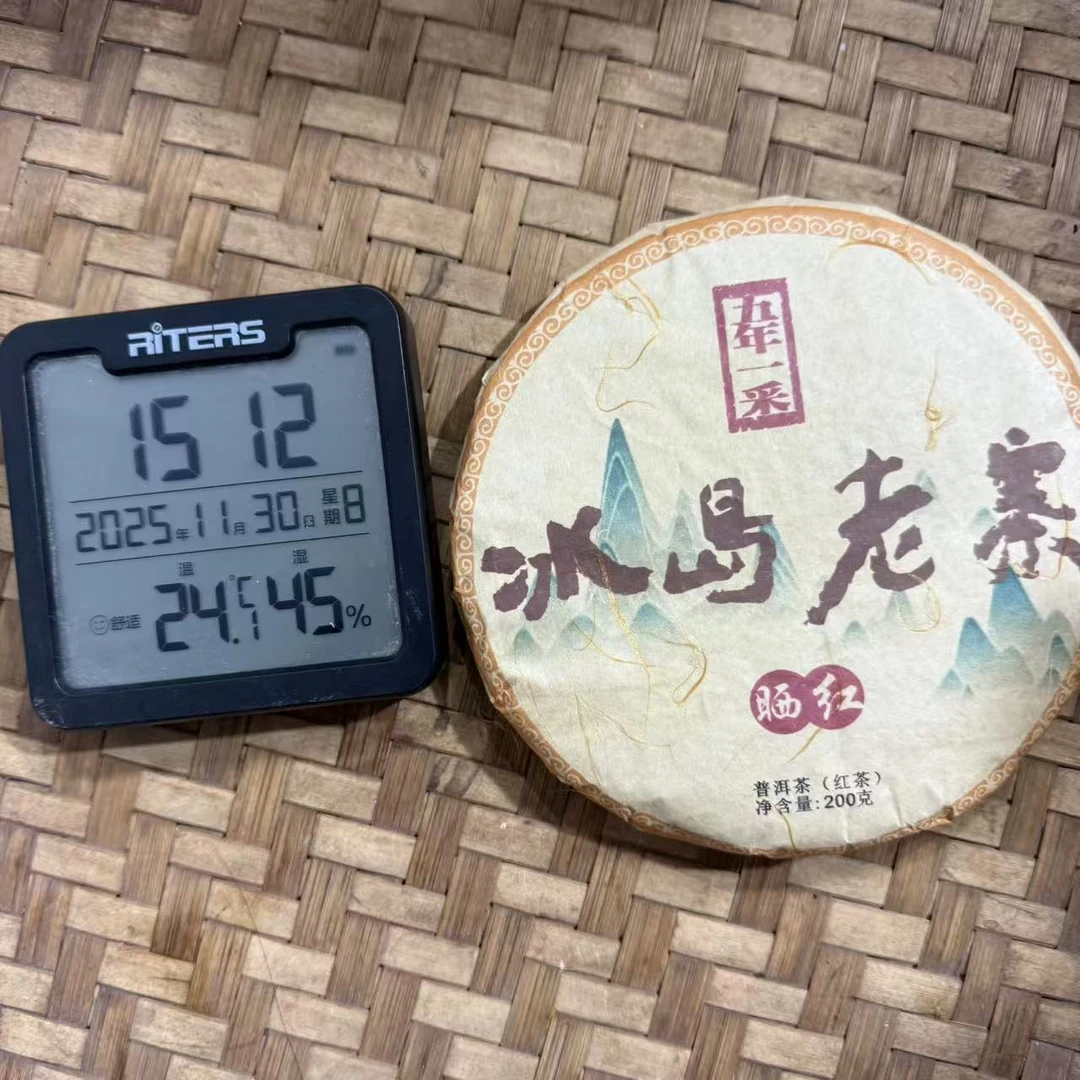 RiTERS
15 12
2025年11月30日 星期8
温 湿
舒适 24.1℃ 45%
五年一采
冰岛老寨
晒红
普洱茶（红茶）
净含量：200克